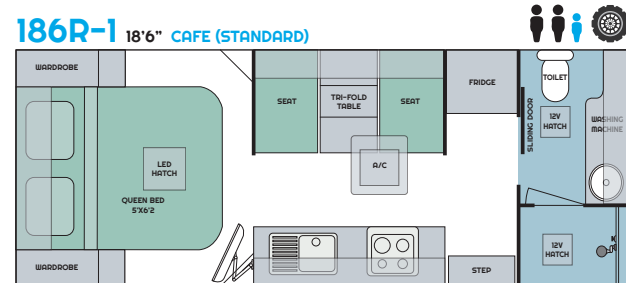 186R-1 18'6" CAFE (STANDARD)
WARDROBE
SEAT
TRI-FOLD
TABLE
SEAT
FRIDGE
TOILET
12V
HATCH
SLIDING DOOR
WASHING
MACHINE
LED
HATCH
A/C
QUEEN BED
5'X6'2
WARDROBE
STEP
12V
HATCH